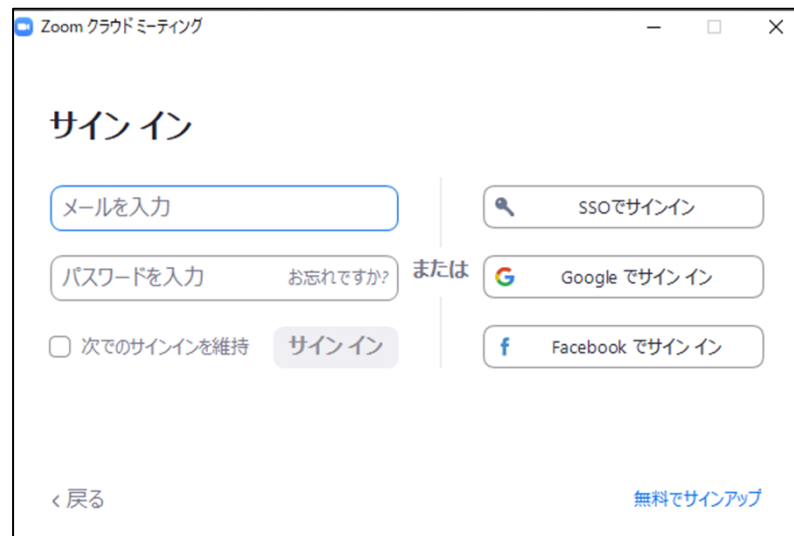 Zoom クラウド ミーティング
サイン イン
メールを入力
パスワードを入力 お忘れですか?
次でのサインインを維持 サイン イン
または
SSOでサインイン
Google でサイン イン
Facebook でサイン イン
戻る
無料でサインアップ